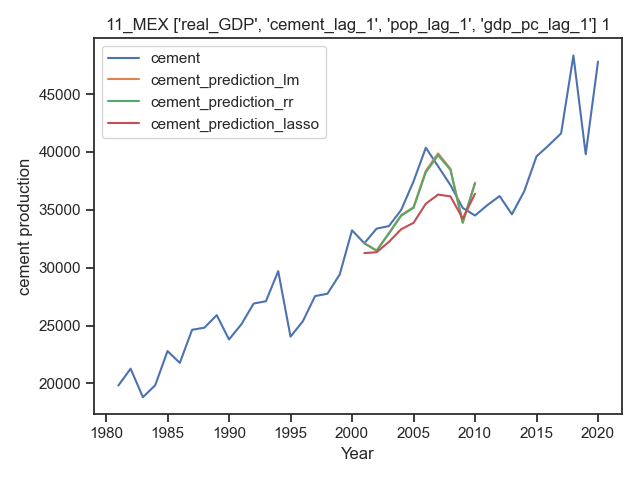 11_MEX ['real_GDP', 'cement_lag_1', 'pop_lag_1', 'gdp_pc_lag_1'] 1
cement
cement_prediction_lm
cement_prediction_rr
cement_prediction_lasso
cement production
45000
40000
35000
30000
25000
20000
1980 1985 1990 1995 2000 2005 2010 2015 2020
Year